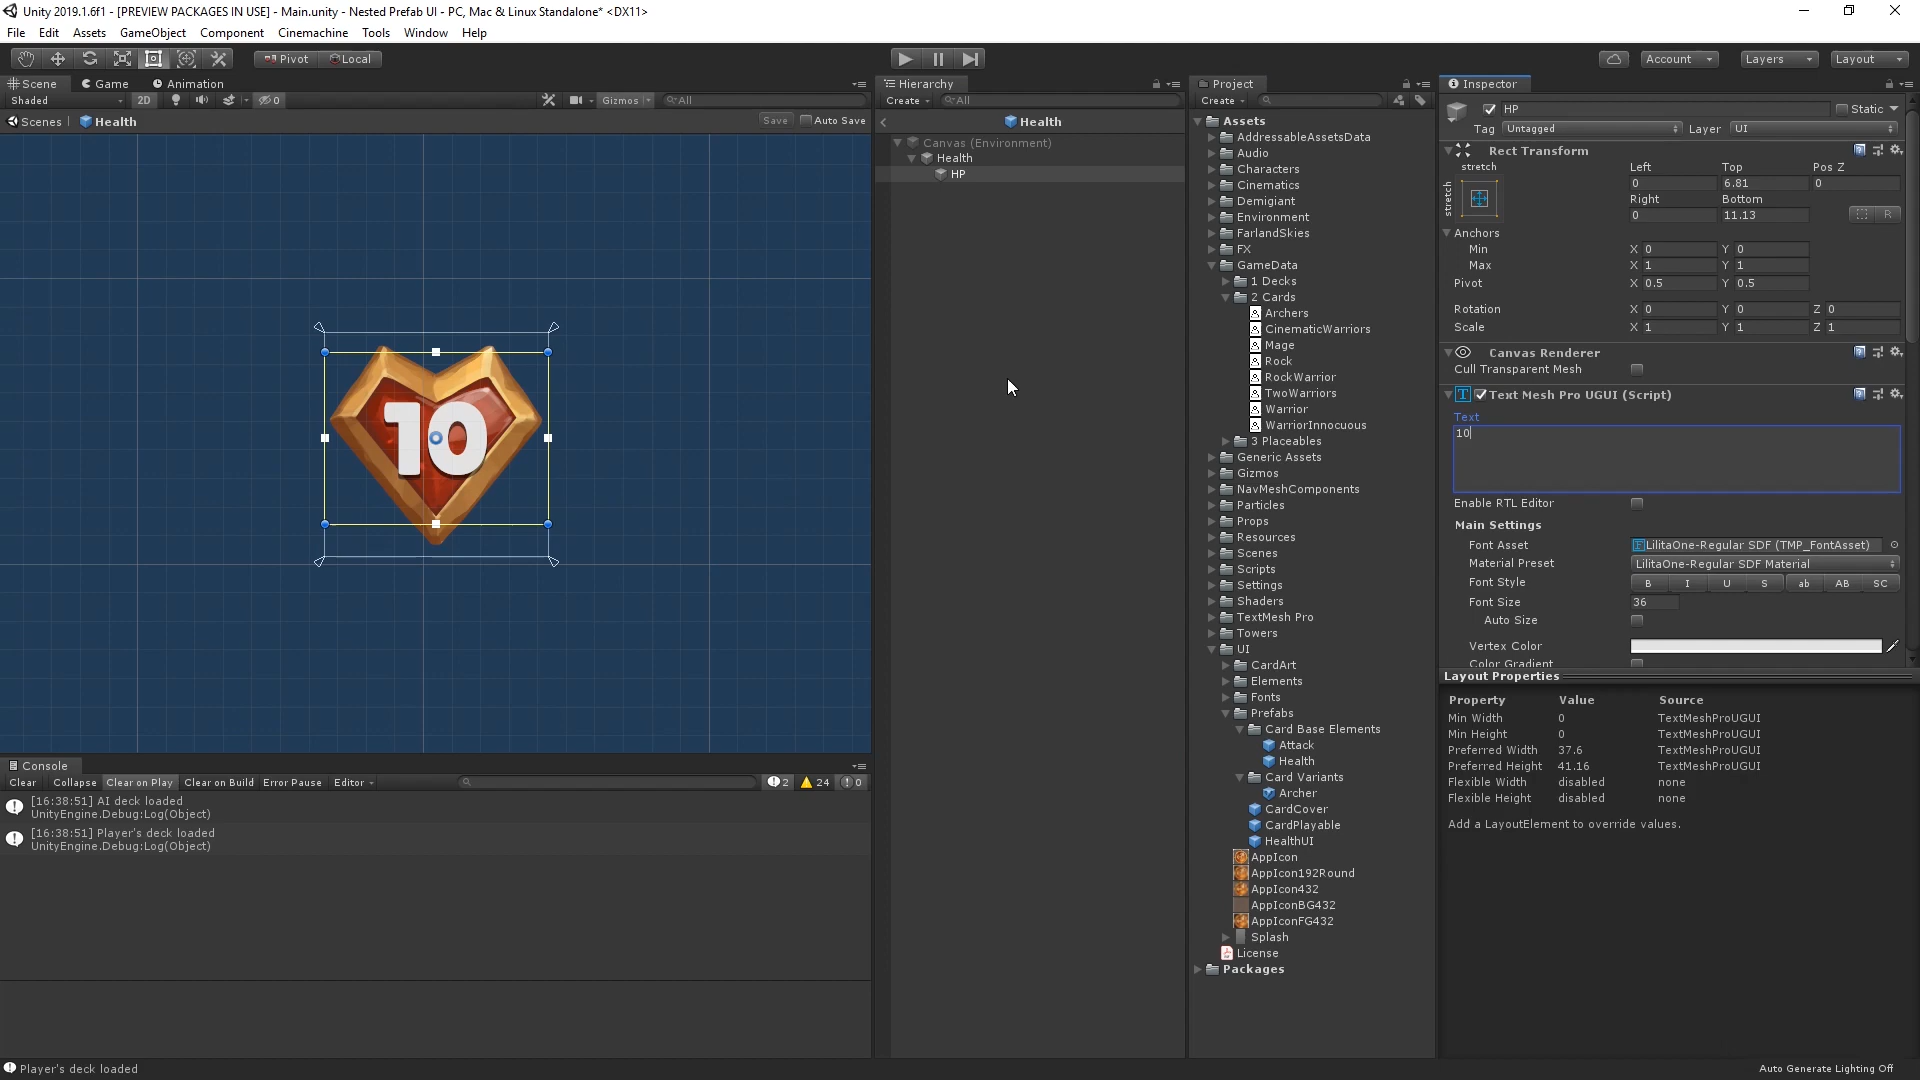 Unity 2019.1.6f1 - [PREVIEW PACKAGES IN USE] - Main.unity - Nested Prefab UI - PC, Mac & Linux Standalone* <DX11>
File Edit Assets GameObject Component Cinemachine Tools Window Help
Pivot Local Account Layers Layout
Scene Game Animation
Shaded 2D 0 Gizmos All
Scenes Health Save Auto Save
10
Console
Clear Collapse Clear on Play Clear on Build Error Pause Editor 2 24 0
[16:38:51] AI deck loaded
UnityEngine.Debug:Log(Object)
[16:38:51] Player's deck loaded
UnityEngine.Debug:Log(Object)
Player's deck loaded
Hierarchy
Create All
Health
Canvas (Environment)
Health
HP
Project
Create
Assets
AddressableAssetsData
Audio
Characters
Cinematics
Demigiant
Environment
FarlandSkies
FX
GameData
1 Decks
2 Cards
Archers
CinematicWarriors
Mage
Rock
RockWarrior
TwoWarriors
Warrior
WarriorInnocuous
3 Placeables
Generic Assets
Gizmos
NavMeshComponents
Particles
Props
Resources
Scenes
Scripts
Settings
Shaders
TextMesh Pro
Towers
UI
CardArt
Elements
Fonts
Prefabs
Card Base Elements
Attack
Health
Card Variants
Archer
CardCover
CardPlayable
HealthUI
AppIcon
AppIcon192Round
AppIcon432
AppIconBG432
AppIconFG432
Splash
License
Packages
Inspector
HP Static
Tag Untagged Layer UI
Rect Transform
stretch Left Top Pos Z
stretch 0 6.81 0
Right Bottom
0 11.13 R
Anchors
Min X 0 Y 0
Max X 1 Y 1
Pivot X 0.5 Y 0.5
Rotation X 0 Y 0 Z 0
Scale X 1 Y 1 Z 1
Canvas Renderer
Cull Transparent Mesh
T Text Mesh Pro UGUI (Script)
Text
10
Enable RTL Editor
Main Settings
Font Asset F LilitaOne-Regular SDF (TMP_FontAsset)
Material Preset LilitaOne-Regular SDF Material
Font Style B I U S ab AB SC
Font Size 36
Auto Size
Vertex Color
Color Gradient
Layout Properties
Property Value Source
Min Width 0 TextMeshProUGUI
Min Height 0 TextMeshProUGUI
Preferred Width 37.6 TextMeshProUGUI
Preferred Height 41.16 TextMeshProUGUI
Flexible Width disabled none
Flexible Height disabled none
Add a LayoutElement to override values.
Auto Generate Lighting Off